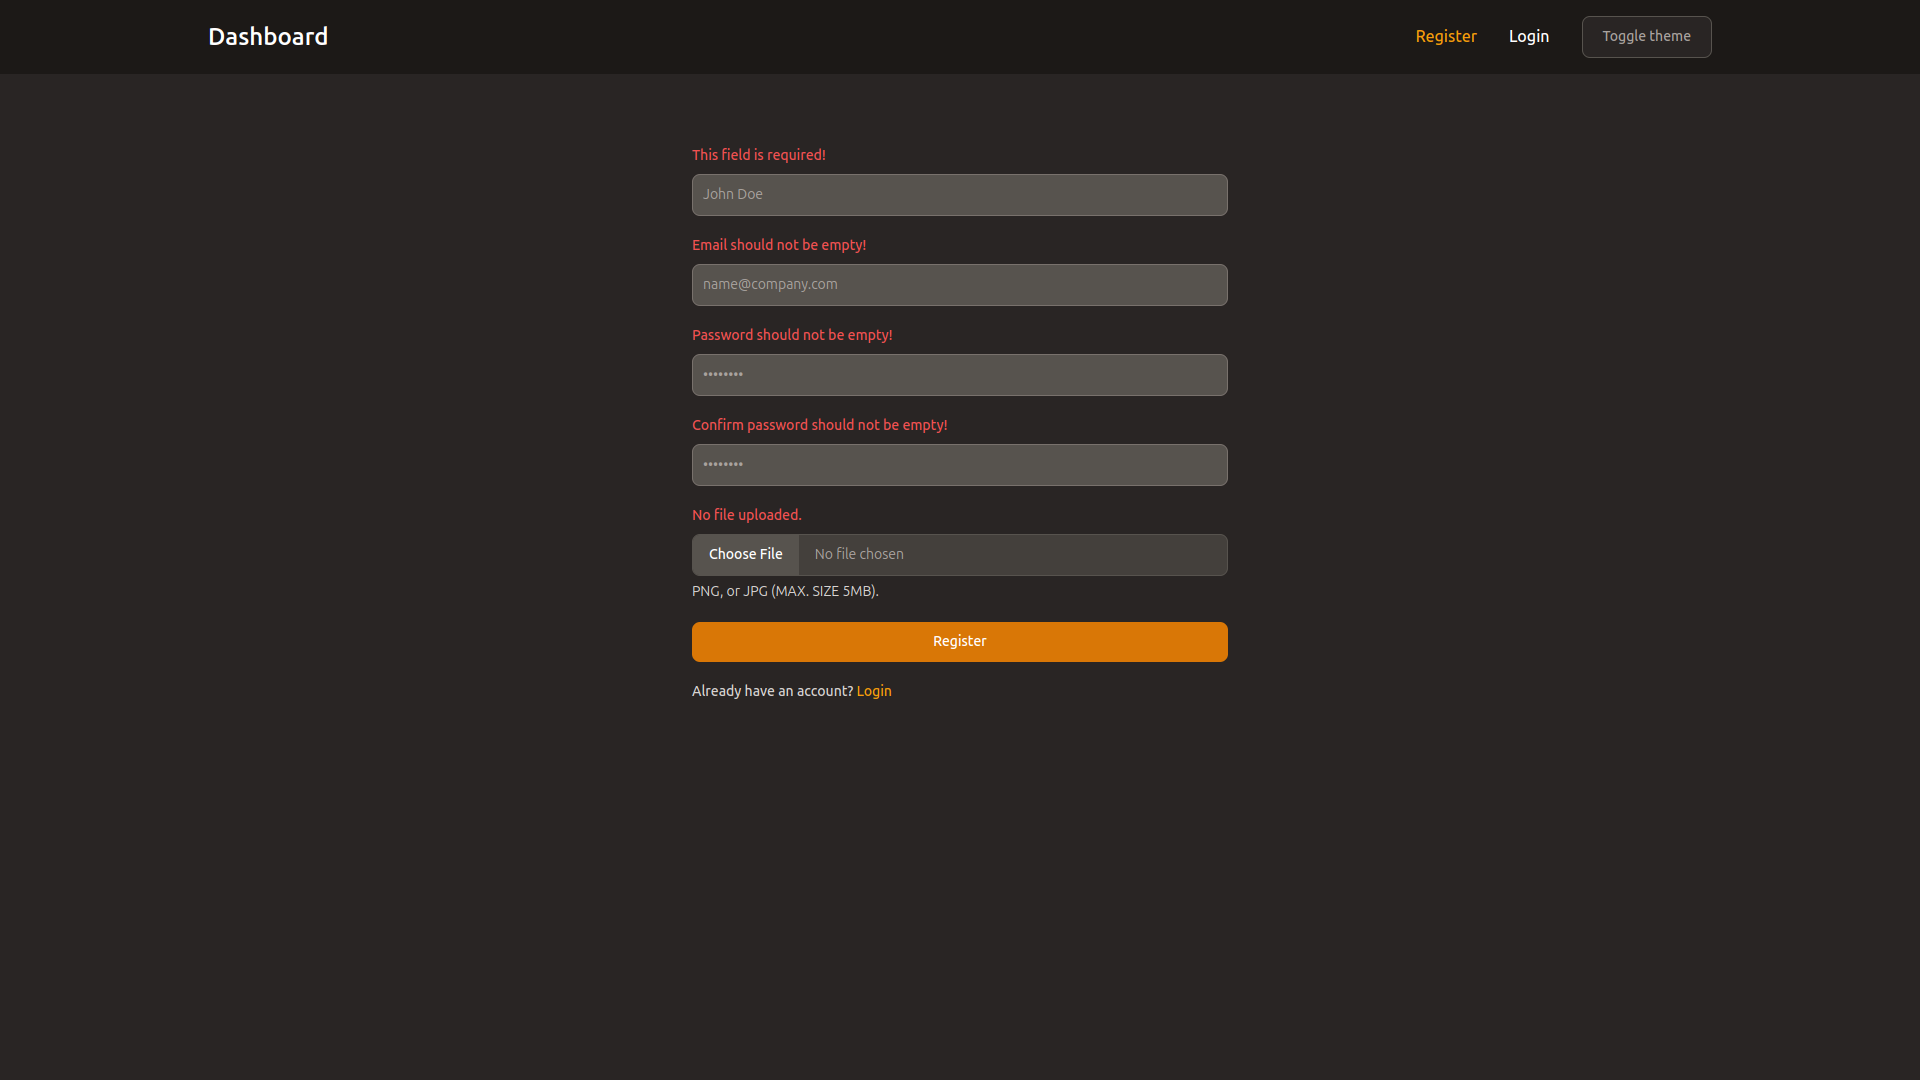 Dashboard
Register
Login
Toggle theme
This field is required!
John Doe
Email should not be empty!
name@company.com
Password should not be empty!
••••••••
Confirm password should not be empty!
••••••••
No file uploaded.
Choose File No file chosen
PNG, or JPG (MAX. SIZE 5MB).
Register
Already have an account? Login